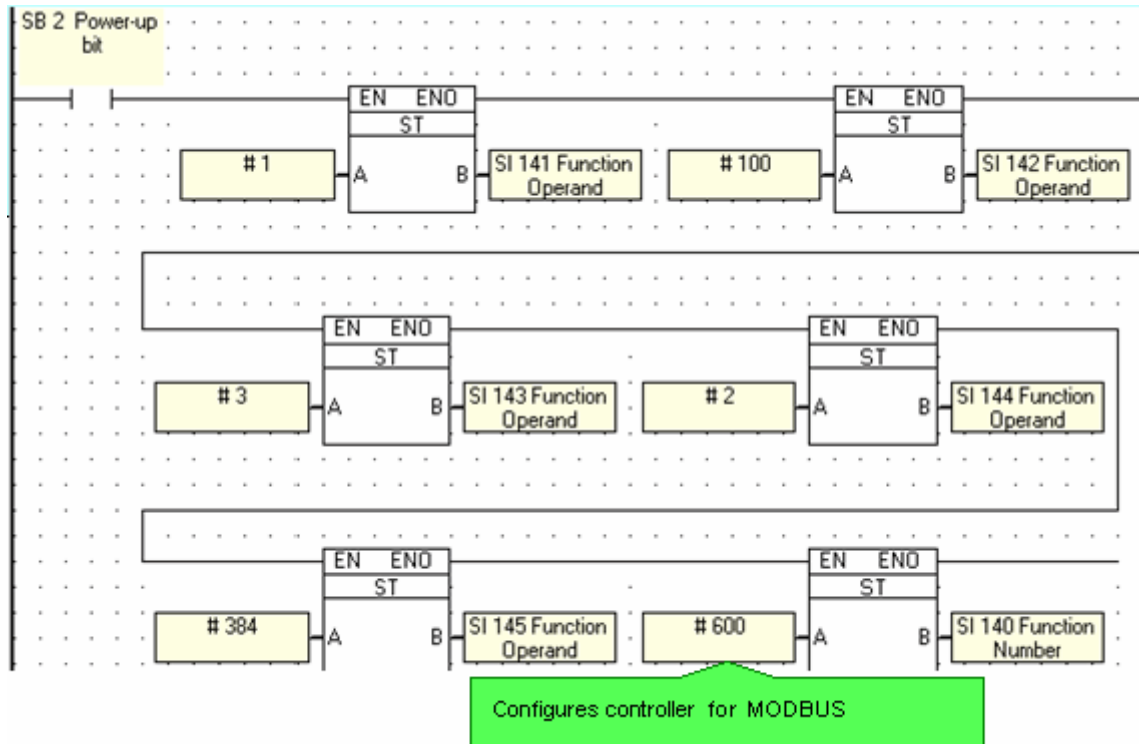 SB 2 Power-up
bit
EN ENO
EN ENO
ST
ST
# 1
A
B
SI 141 Function
Operand
# 100
A
B
SI 142 Function
Operand
EN ENO
EN ENO
ST
ST
# 3
A
B
SI 143 Function
Operand
# 2
A
B
SI 144 Function
Operand
EN ENO
EN ENO
ST
ST
# 384
A
B
SI 145 Function
Operand
# 600
A
B
SI 140 Function
Number
Configures controller for MODBUS